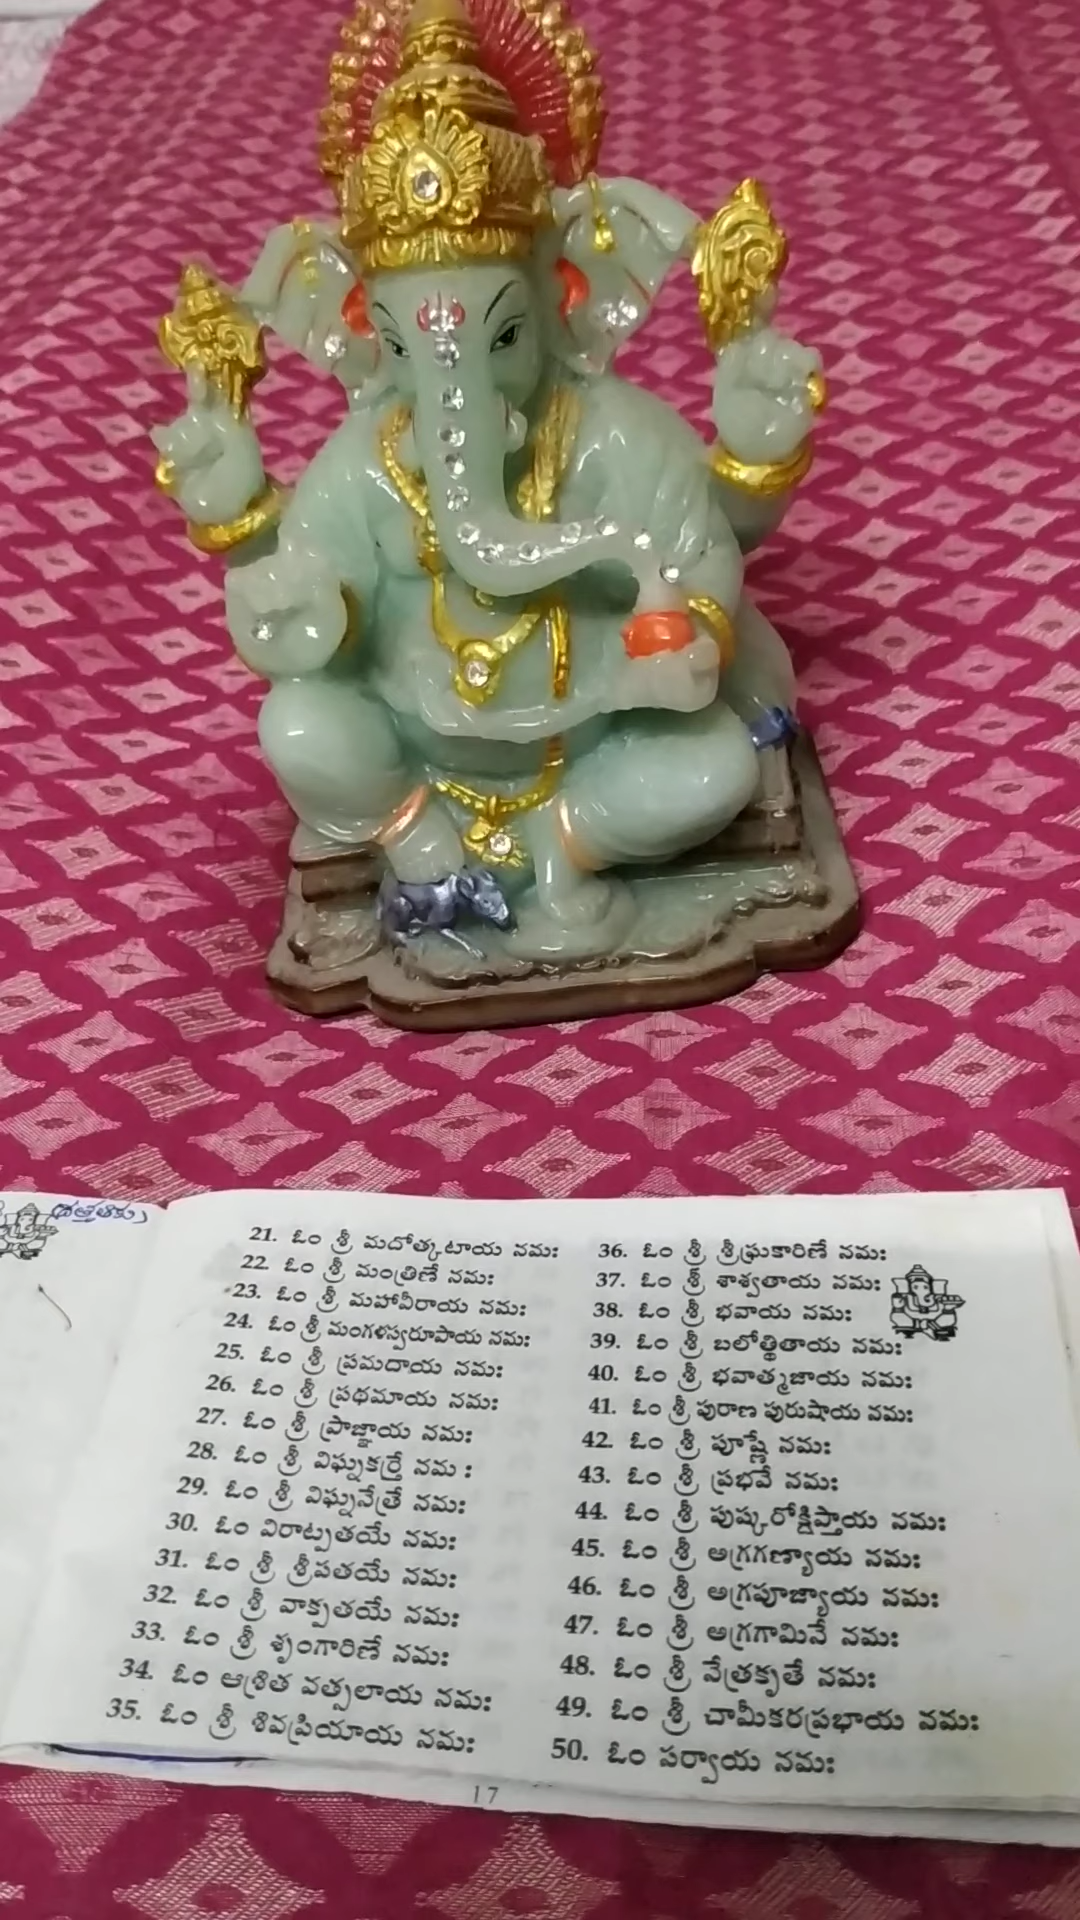 (దత్తతాకు)
21. ఓం శ్రీ మదోత్కటాయ నమః
22. ఓం శ్రీ మంత్రిణే నమః
23. ఓం శ్రీ మహావీరాయ నమః
24. ఓం శ్రీ మంగళస్వరూపాయ నమః
25. ఓం శ్రీ ప్రమదాయ నమః
26. ఓం శ్రీ ప్రథమాయ నమః
27. ఓం శ్రీ ప్రాజ్ఞాయ నమః
28. ఓం శ్రీ విఘ్నకర్త్రే నమ :
29. ఓం శ్రీ విఘ్ననేత్రే నమః
30. ఓం విరాట్పతయే నమః
31. ఓం శ్రీ శ్రీపతయే నమః
32. ఓం శ్రీ వాక్పతయే నమః
33. ఓం శ్రీ శృంగారిణే నమః
34. ఓం ఆశ్రిత వత్సలాయ నమః
35. ఓం శ్రీ శివప్రియాయ నమః
36. ఓం శ్రీ శ్రీఘ్రకారిణే నమః
37. ఓం శ్రీ శాశ్వతాయ నమః
38. ఓం శ్రీ భవాయ నమః
39. ఓం శ్రీ బలోత్థితాయ నమః
40. ఓం శ్రీ భవాత్మజాయ నమః
41. ఓం శ్రీ పురాణ పురుషాయ నమః
42. ఓం శ్రీ పూష్ణే నమః
43. ఓం శ్రీ ప్రభవే నమః
44. ఓం శ్రీ పుష్కరోక్షిప్తాయ నమః
45. ఓం శ్రీ అగ్రగణ్యాయ నమః
46. ఓం శ్రీ అగ్రపూజ్యాయ నమః
47. ఓం శ్రీ అగ్రగామినే నమః
48. ఓం శ్రీ నేత్రకృతే నమః
49. ఓం శ్రీ చామీకరప్రభాయ నమః
50. ఓం పర్వాయ నమః
17